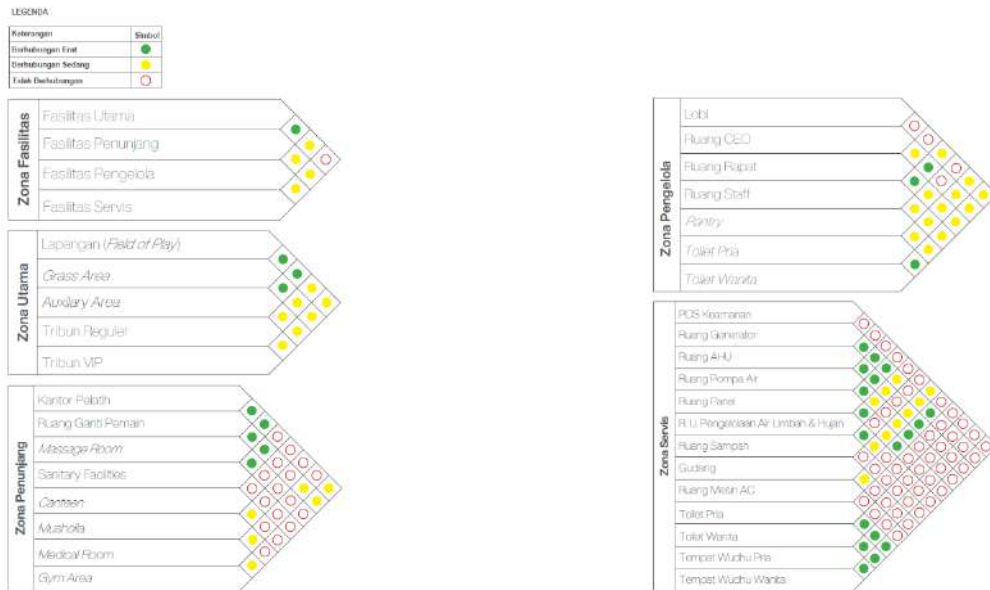 LEGENDA
Keterangan Simbol
Berhubungan Erat
Berhubungan Sedang
Tidak Berhubungan
Zona Fasilitas
Fasilitas Utama
Fasilitas Penunjang
Fasilitas Pengelola
Fasilitas Servis
Zona Utama
Lapangan (Field of Play)
Grass Area
Auxiliary Area
Tribun Reguler
Tribun VIP
Zona Penunjang
Kantor Pelatih
Ruang Ganti Pemain
Massage Room
Sanitary Facilities
Canteen
Musholla
Medical Room
Gym Area
Zona Pengelola
Lobi
Ruang CEO
Ruang Rapat
Ruang Staff
Pantry
Toilet Pria
Toilet Wanita
Zona Servis
POS Keamanan
Ruang Generator
Ruang AHU
Ruang Pompa Air
Ruang Panel
R. U. Pengelolaan Air Limbah & Hujan
Ruang Sampah
Gudang
Ruang Mesin AC
Toilet Pria
Toilet Wanita
Tempat Wudhu Pria
Tempat Wudhu Wanita